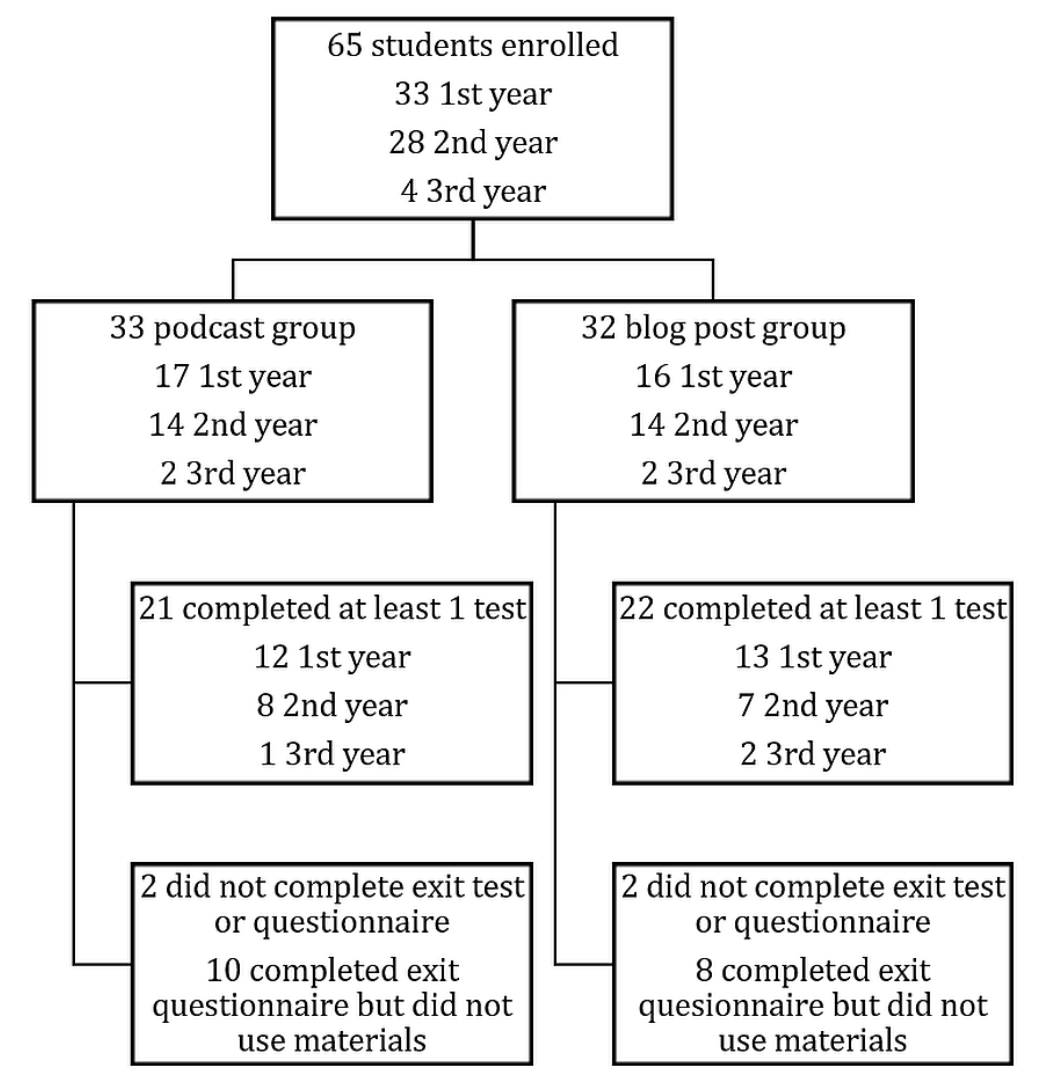 65 students enrolled
33 1st year
28 2nd year
4 3rd year
33 podcast group
17 1st year
14 2nd year
2 3rd year
32 blog post group
16 1st year
14 2nd year
2 3rd year
21 completed at least 1 test
12 1st year
8 2nd year
1 3rd year
22 completed at least 1 test
13 1st year
7 2nd year
2 3rd year
2 did not complete exit test
or questionnaire
10 completed exit
questionnaire but did not
use materials
2 did not complete exit test
or questionnaire
8 completed exit
quesionnaire but did not
use materials